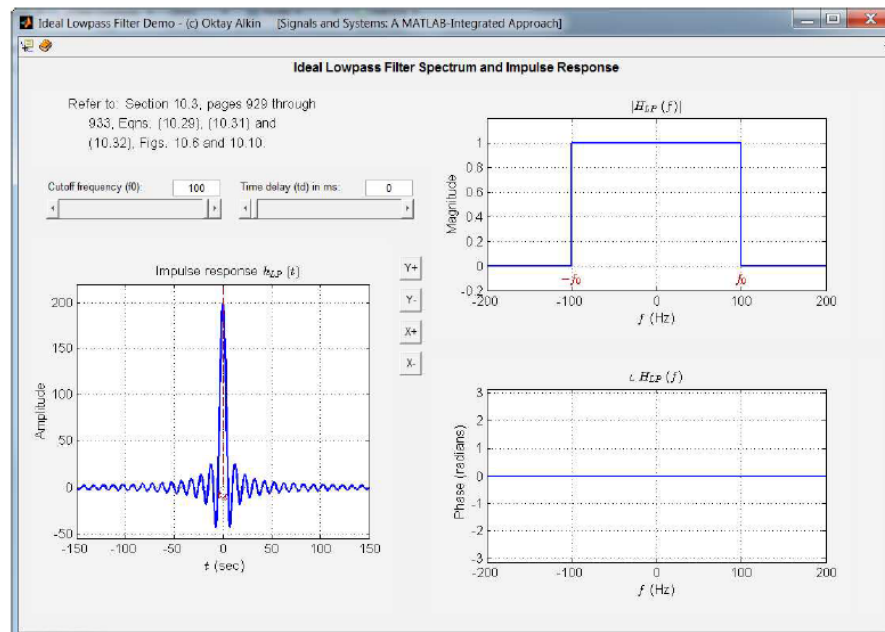 Ideal Lowpass Filter Demo - (c) Oktay Alkin [Signals and Systems: A MATLAB-Integrated Approach]
Ideal Lowpass Filter Spectrum and Impulse Response
Refer to: Section 10.3, pages 929 through
933, Eqns. (10.29), (10.31) and
(10.32), Figs. 10.6 and 10.10.
Cutoff frequency (f0): 100
Time delay (td) in ms: 0
Impulse response h_LP (t)
Amplitude
200
150
100
50
0
-50
-150 -100 -50 0 50 100 150
t (sec)
Y+
Y-
X+
X-
|H_LP (f)|
Magnitude
1
0.8
0.6
0.4
0.2
0
-0.2
-f0 f0
-200 -100 0 100 200
f (Hz)
∠ H_LP (f)
Phase (radians)
3
2
1
0
-1
-2
-3
-200 -100 0 100 200
f (Hz)